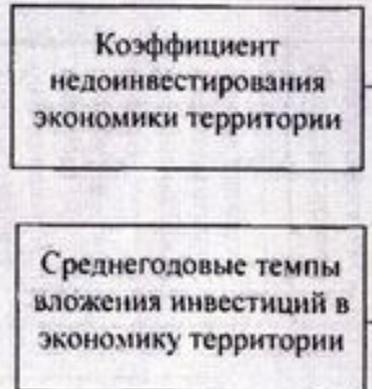 Коэффициент
недоинвестирования
экономики территории
Среднегодовые темпы
вложения инвестиций в
экономику территории